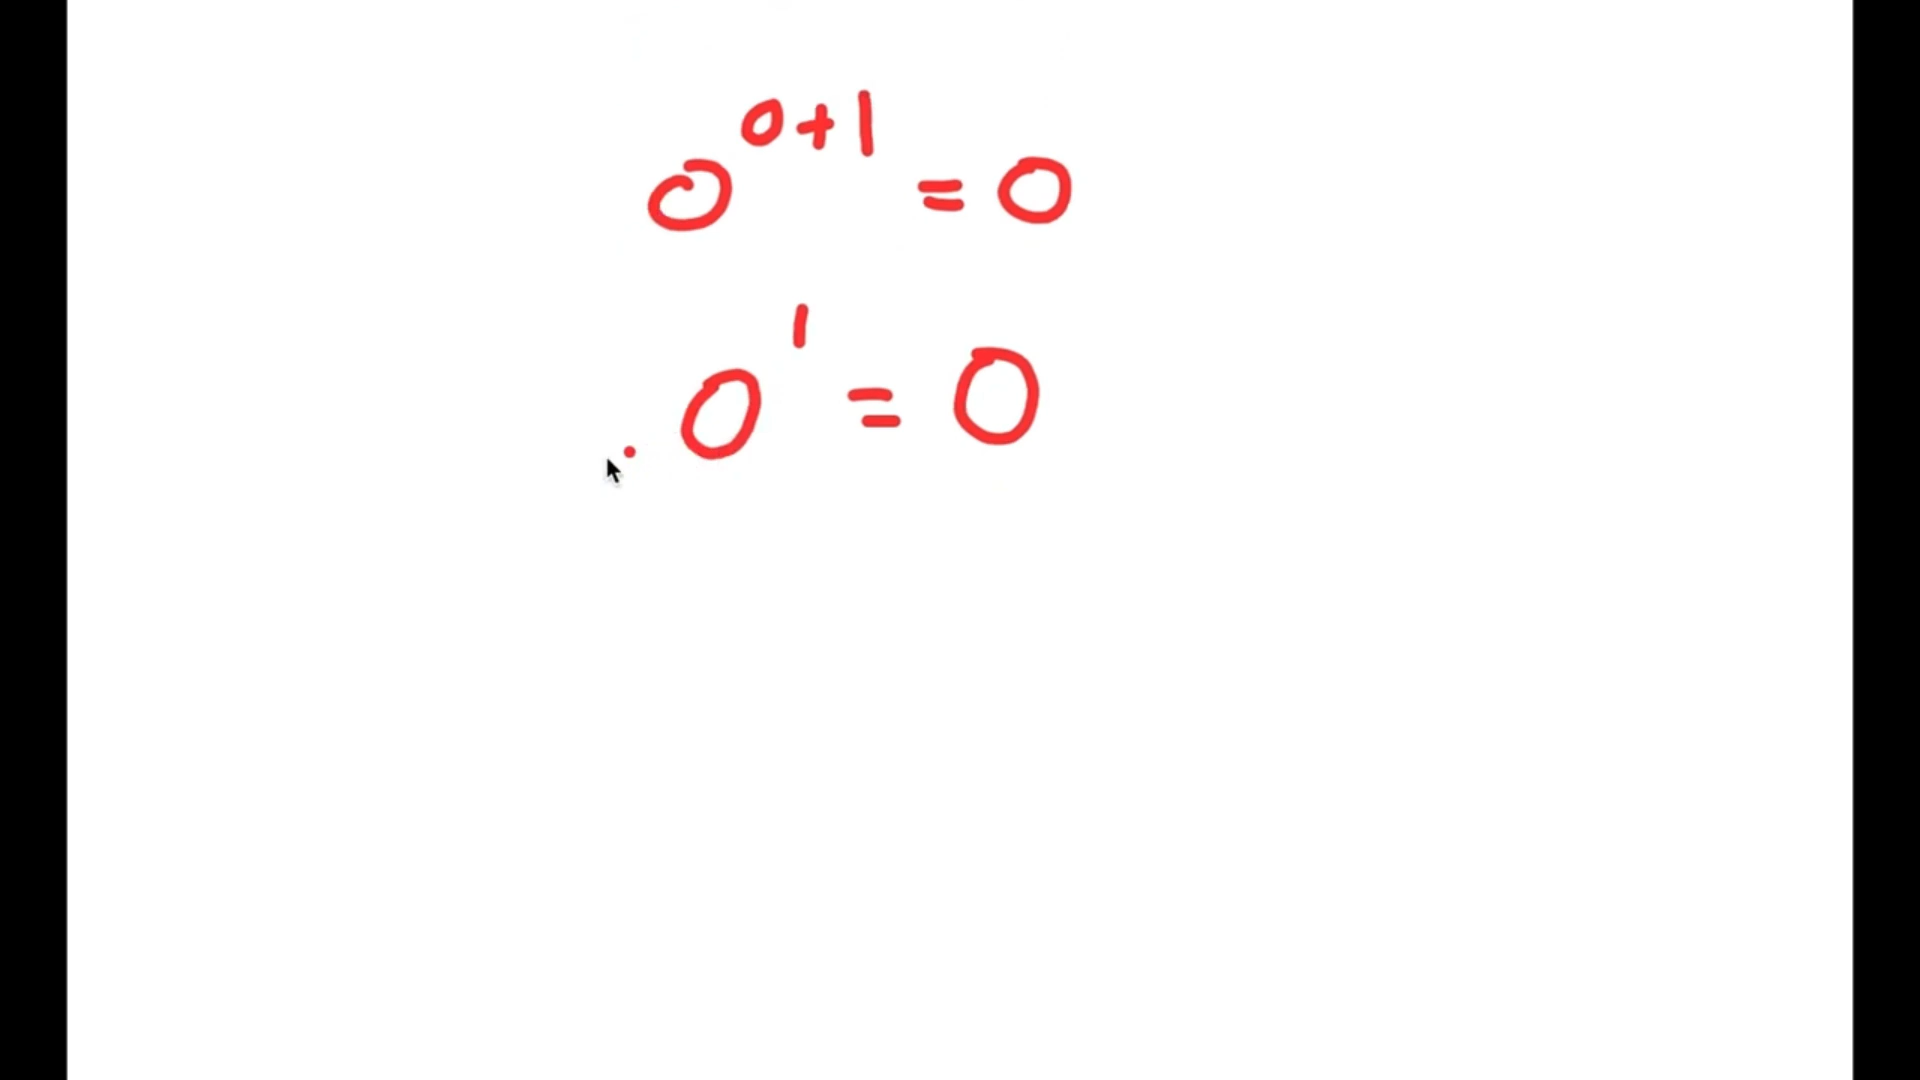 0^{0+1} = 0
0^1 = 0